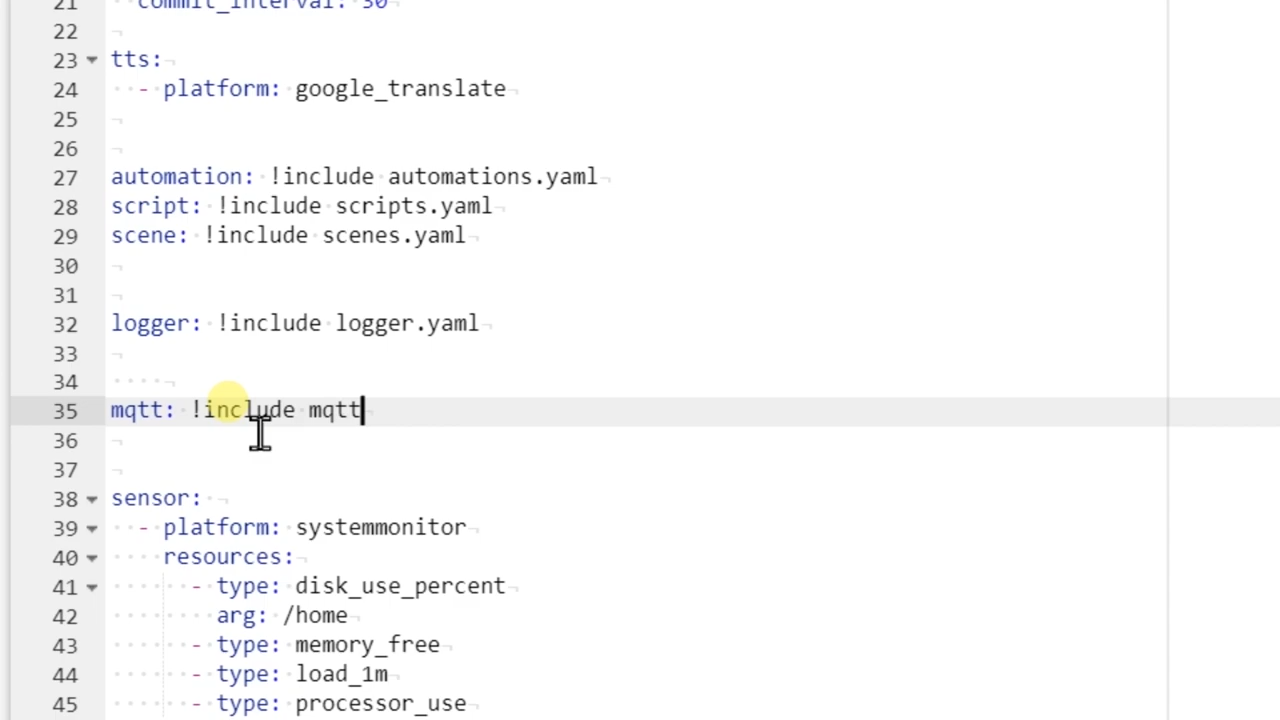 21 commit_interval: 30
22
23 tts:
24 - platform: google_translate
25
26
27 automation: !include automations.yaml
28 script: !include scripts.yaml
29 scene: !include scenes.yaml
30
31
32 logger: !include logger.yaml
33
34
35 mqtt: !include mqtt
36
37
38 sensor:
39 - platform: systemmonitor
40 resources:
41 - type: disk_use_percent
42 arg: /home
43 - type: memory_free
44 - type: load_1m
45 - type: processor_use